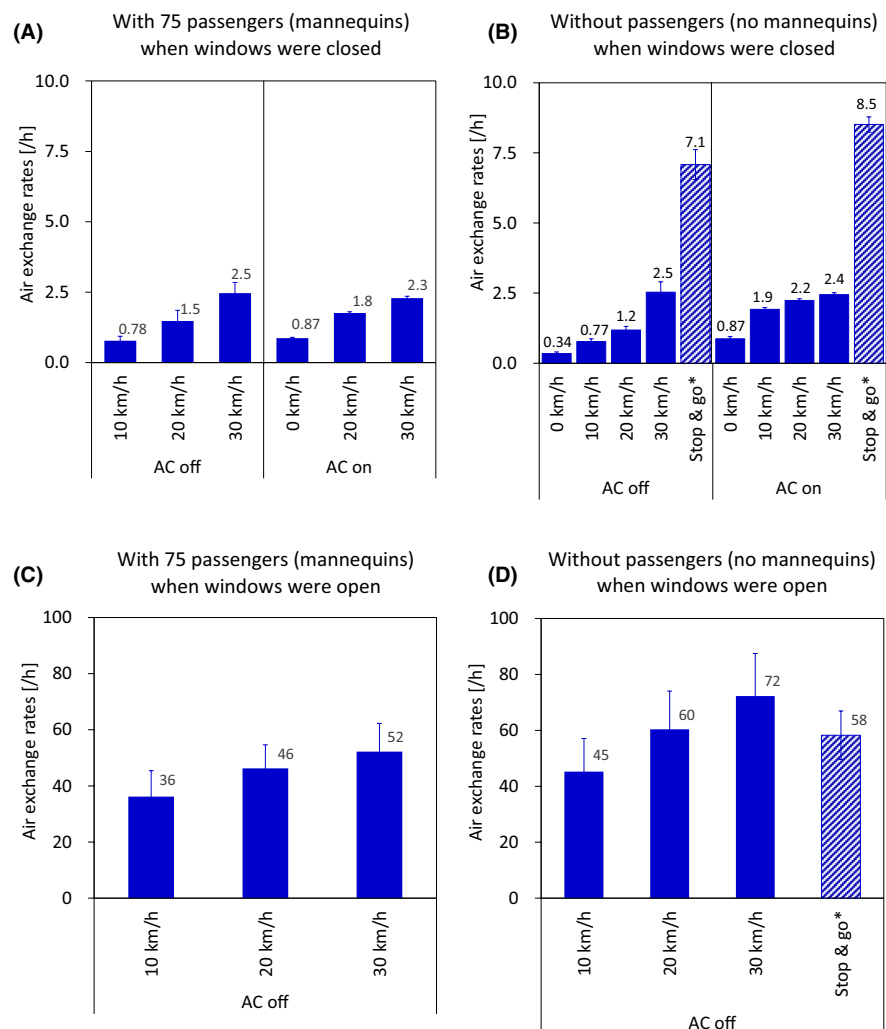 (A)
With 75 passengers (mannequins)
when windows were closed
Air exchange rates [/h]
10.0
7.5
5.0
2.5
0.0
0.78
1.5
2.5
0.87
1.8
2.3
10 km/h
20 km/h
30 km/h
0 km/h
20 km/h
30 km/h
AC off
AC on
(B)
Without passengers (no mannequins)
when windows were closed
Air exchange rates [/h]
10.0
7.5
5.0
2.5
0.0
0.34
0.77
1.2
2.5
7.1
0.87
1.9
2.2
2.4
8.5
0 km/h
10 km/h
20 km/h
30 km/h
Stop & go*
0 km/h
10 km/h
20 km/h
30 km/h
Stop & go*
AC off
AC on
(C)
With 75 passengers (mannequins)
when windows were open
Air exchange rates [/h]
100
80
60
40
20
0
36
46
52
10 km/h
20 km/h
30 km/h
AC off
(D)
Without passengers (no mannequins)
when windows were open
Air exchange rates [/h]
100
80
60
40
20
0
45
60
72
58
10 km/h
20 km/h
30 km/h
Stop & go*
AC off